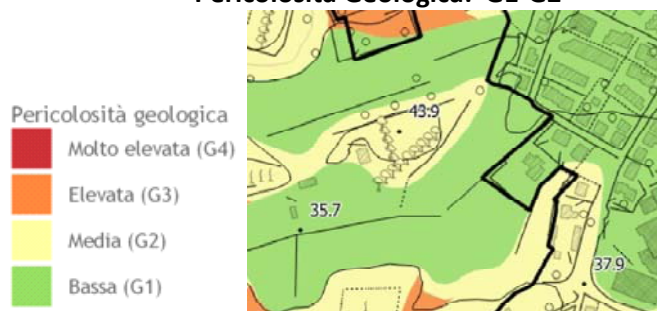 Pericolosità Geologica: G1-G2
Pericolosità geologica
Molto elevata (G4)
Elevata (G3)
Media (G2)
Bassa (G1)
43.9
35.7
37.9